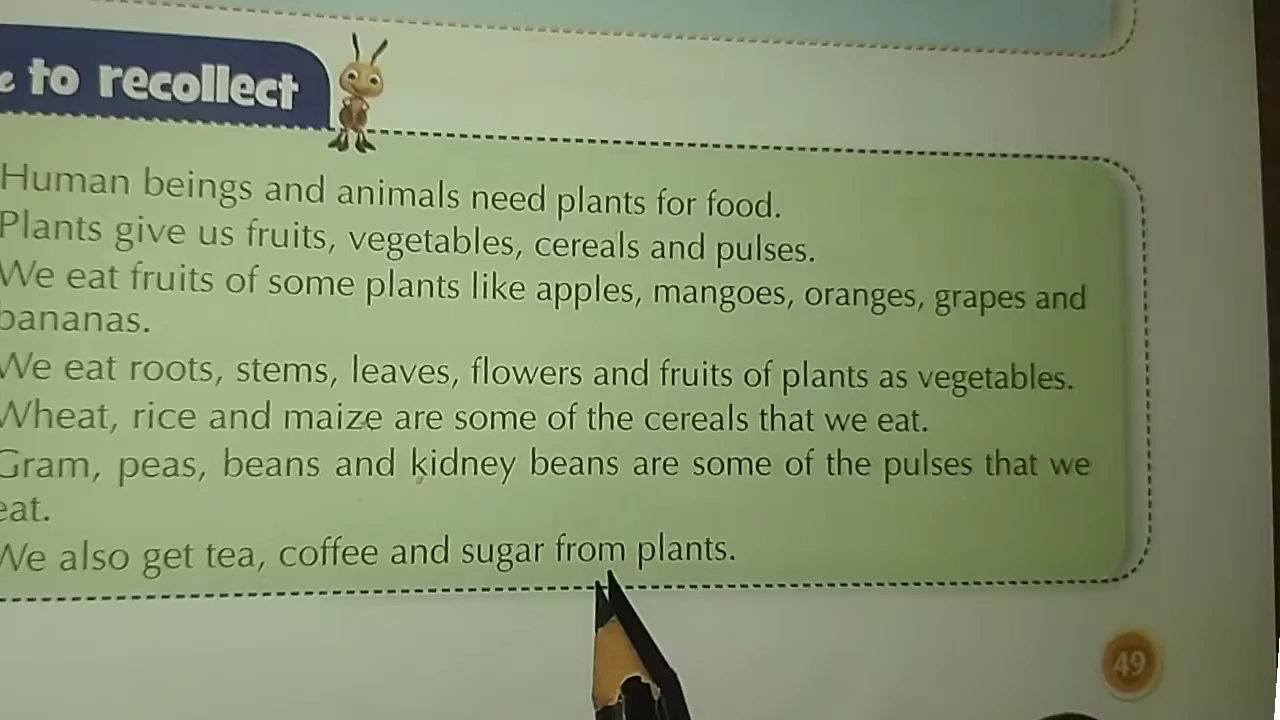 to recollect
Human beings and animals need plants for food.
Plants give us fruits, vegetables, cereals and pulses.
We eat fruits of some plants like apples, mangoes, oranges, grapes and
bananas.
We eat roots, stems, leaves, flowers and fruits of plants as vegetables.
Wheat, rice and maize are some of the cereals that we eat.
Gram, peas, beans and kidney beans are some of the pulses that we
eat.
We also get tea, coffee and sugar from plants.
49